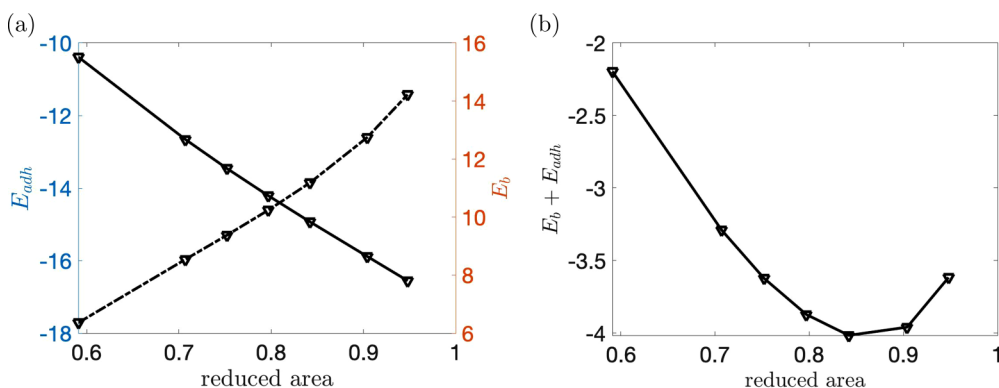 (a)
-10
-12
-14
-16
-18
E_adh
16
14
12
10
8
6
E_b
0.6 0.7 0.8 0.9 1
reduced area
(b)
-2
-2.5
-3
-3.5
-4
E_b + E_adh
0.6 0.7 0.8 0.9 1
reduced area